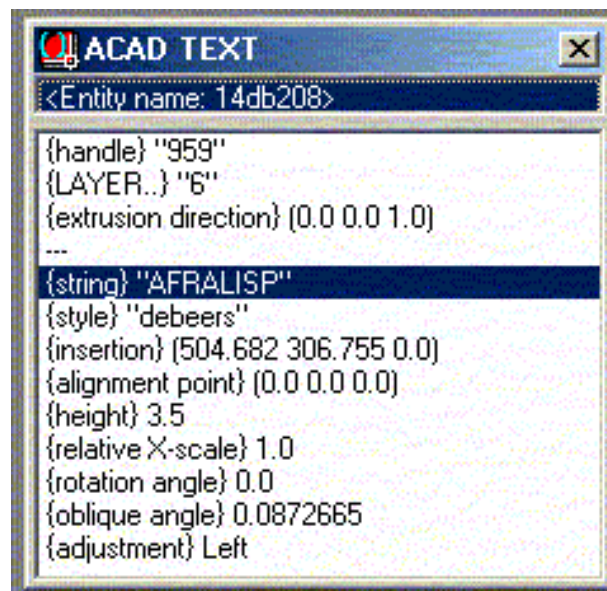 ACAD TEXT
<Entity name: 14db208>
{handle} "959"
{LAYER..} "6"
{extrusion direction} (0.0 0.0 1.0)
---
{string} "AFRALISP"
{style} "debeers"
{insertion} (504.682 306.755 0.0)
{alignment point} (0.0 0.0 0.0)
{height} 3.5
{relative X-scale} 1.0
{rotation angle} 0.0
{oblique angle} 0.0872665
{adjustment} Left